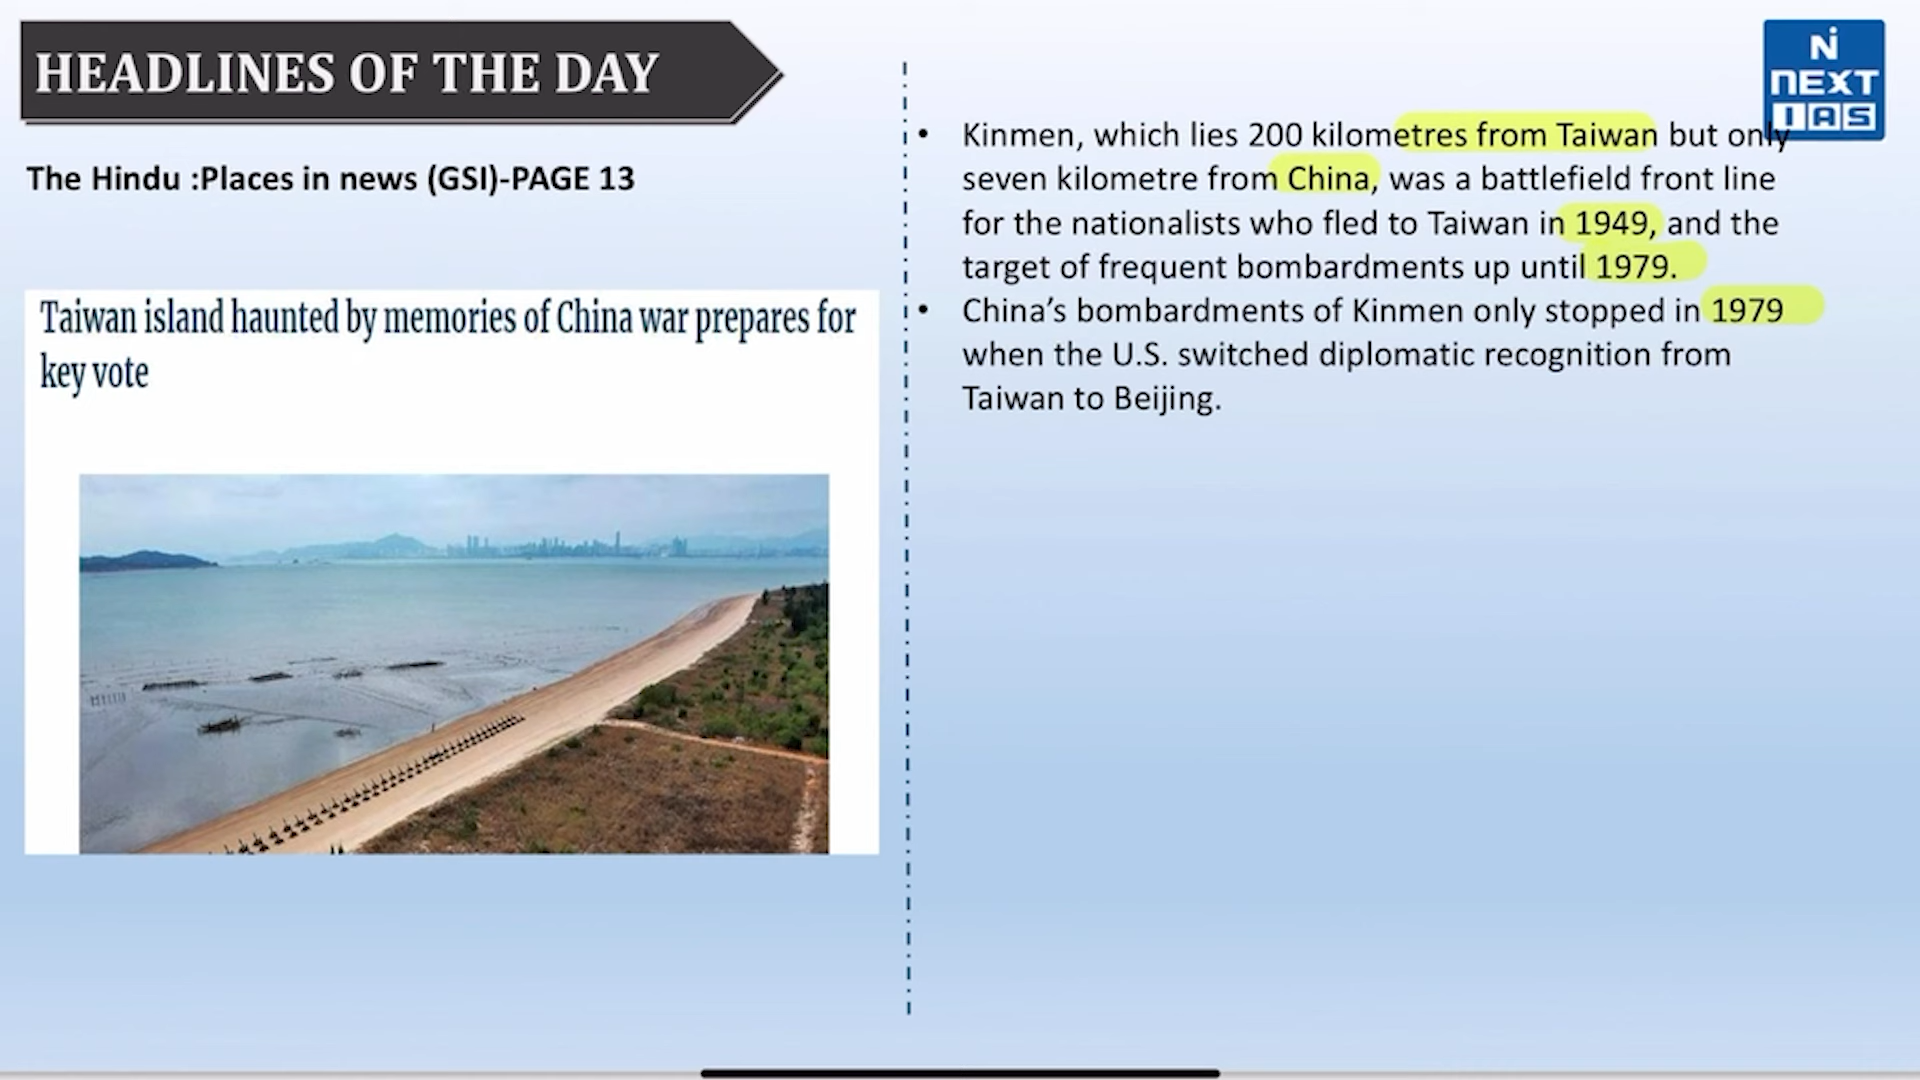 HEADLINES OF THE DAY
The Hindu :Places in news (GSI)-PAGE 13
Taiwan island haunted by memories of China war prepares for
key vote
N
NEXT
IAS
• Kinmen, which lies 200 kilometres from Taiwan but only
seven kilometre from China, was a battlefield front line
for the nationalists who fled to Taiwan in 1949, and the
target of frequent bombardments up until 1979.
• China’s bombardments of Kinmen only stopped in 1979
when the U.S. switched diplomatic recognition from
Taiwan to Beijing.